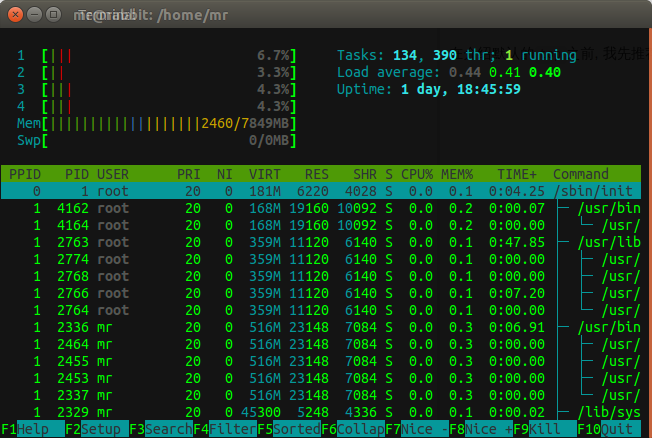 mr@rabbit: /home/mr
1 [||| 6.7%] Tasks: 134, 390 thr; 1 running
2 [|| 3.3%] Load average: 0.44 0.41 0.40
3 [||| 4.3%] Uptime: 1 day, 18:45:59
4 [||| 4.3%]
Mem[|||||||||||||||||||2460/7849MB]
Swp[ 0/0MB]
PPID PID USER PRI NI VIRT RES SHR S CPU% MEM% TIME+ Command
0 1 root 20 0 181M 6220 4028 S 0.0 0.1 0:04.25 /sbin/init
1 4162 root 20 0 168M 19160 10092 S 0.0 0.2 0:00.07 ├─ /usr/bin
1 4164 root 20 0 168M 19160 10092 S 0.0 0.2 0:00.00 │ └─ /usr/
1 2763 root 20 0 359M 11120 6140 S 0.0 0.1 0:47.85 ├─ /usr/lib
1 2774 root 20 0 359M 11120 6140 S 0.0 0.1 0:00.00 │ ├─ /usr/
1 2768 root 20 0 359M 11120 6140 S 0.0 0.1 0:00.00 │ ├─ /usr/
1 2766 root 20 0 359M 11120 6140 S 0.0 0.1 0:07.20 │ ├─ /usr/
1 2764 root 20 0 359M 11120 6140 S 0.0 0.1 0:00.00 │ └─ /usr/
1 2336 mr 20 0 516M 23148 7084 S 0.0 0.3 0:06.91 ├─ /usr/bin
1 2464 mr 20 0 516M 23148 7084 S 0.0 0.3 0:00.00 │ ├─ /usr/
1 2455 mr 20 0 516M 23148 7084 S 0.0 0.3 0:00.00 │ ├─ /usr/
1 2453 mr 20 0 516M 23148 7084 S 0.0 0.3 0:00.00 │ ├─ /usr/
1 2337 mr 20 0 516M 23148 7084 S 0.0 0.3 0:00.00 │ └─ /usr/
1 2329 mr 20 0 45300 5248 4336 S 0.0 0.1 0:00.02 ├─ /lib/sys
F1Help F2Setup F3SearchF4FilterF5SortedF6CollapF7Nice -F8Nice +F9Kill F10Quit